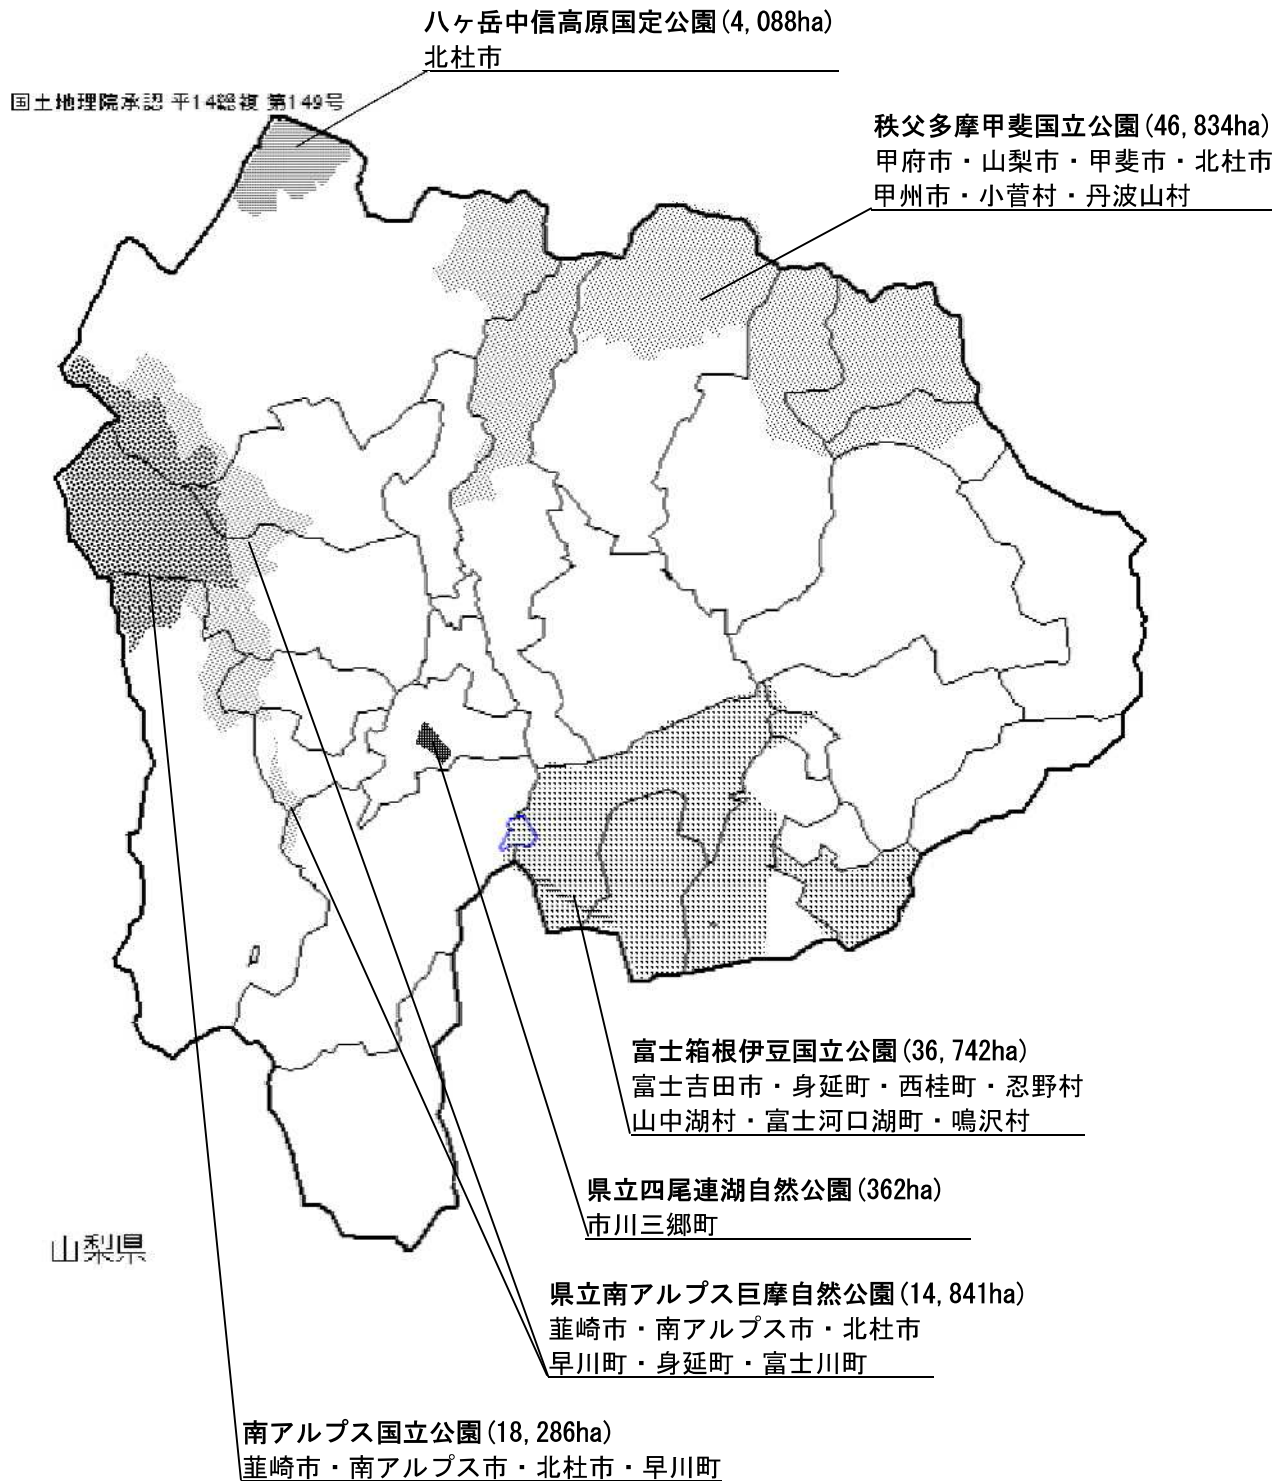 八ヶ岳中信高原国定公園(4,088ha)
北杜市
国土地理院承認 平14総複 第149号
秩父多摩甲斐国立公園(46,834ha)
甲府市・山梨市・甲斐市・北杜市
甲州市・小菅村・丹波山村
富士箱根伊豆国立公園(36,742ha)
富士吉田市・身延町・西桂町・忍野村
山中湖村・富士河口湖町・鳴沢村
県立四尾連湖自然公園(362ha)
市川三郷町
山梨県
県立南アルプス巨摩自然公園(14,841ha)
韮崎市・南アルプス市・北杜市
早川町・身延町・富士川町
南アルプス国立公園(18,286ha)
韮崎市・南アルプス市・北杜市・早川町